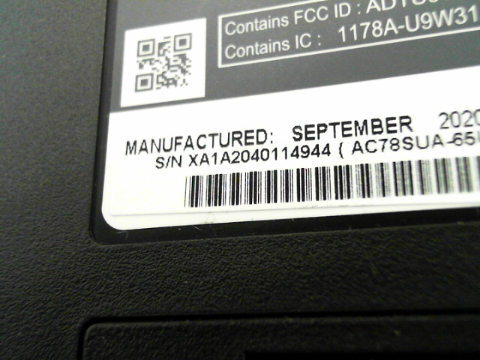 Contains FCC ID :
Contains IC : 1178A-U9W31
MANUFACTURED: SEPTEMBER 2020
S/N XA1A2040114944 ( AC78SUA-65